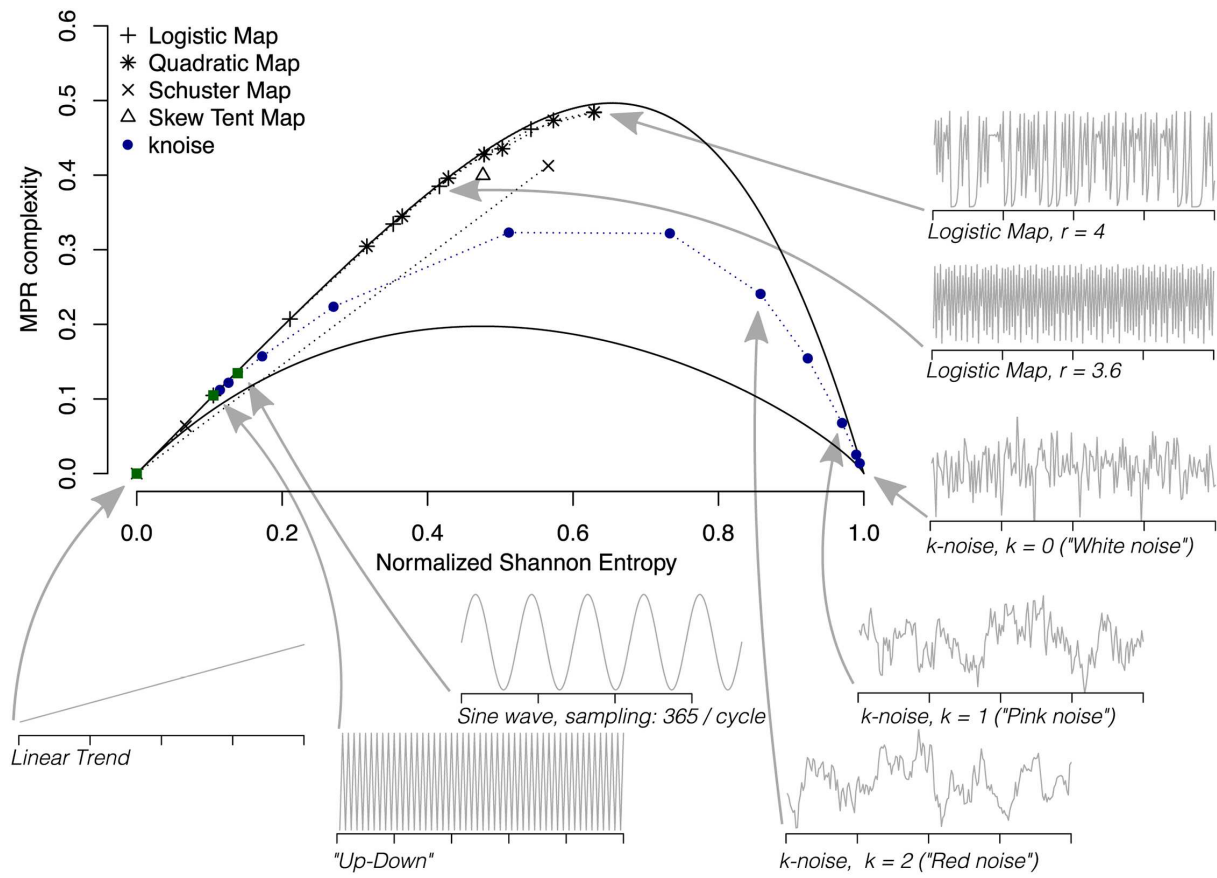 0.6
0.5
0.4
0.3
0.2
0.1
0.0
MPR complexity
Logistic Map
Quadratic Map
Schuster Map
Skew Tent Map
knoise
0.0 0.2 0.4 0.6 0.8 1.0
Normalized Shannon Entropy
Logistic Map, r = 4
Logistic Map, r = 3.6
k-noise, k = 0 ("White noise")
k-noise, k = 1 ("Pink noise")
Sine wave, sampling: 365 / cycle
Linear Trend
"Up-Down"
k-noise, k = 2 ("Red noise")